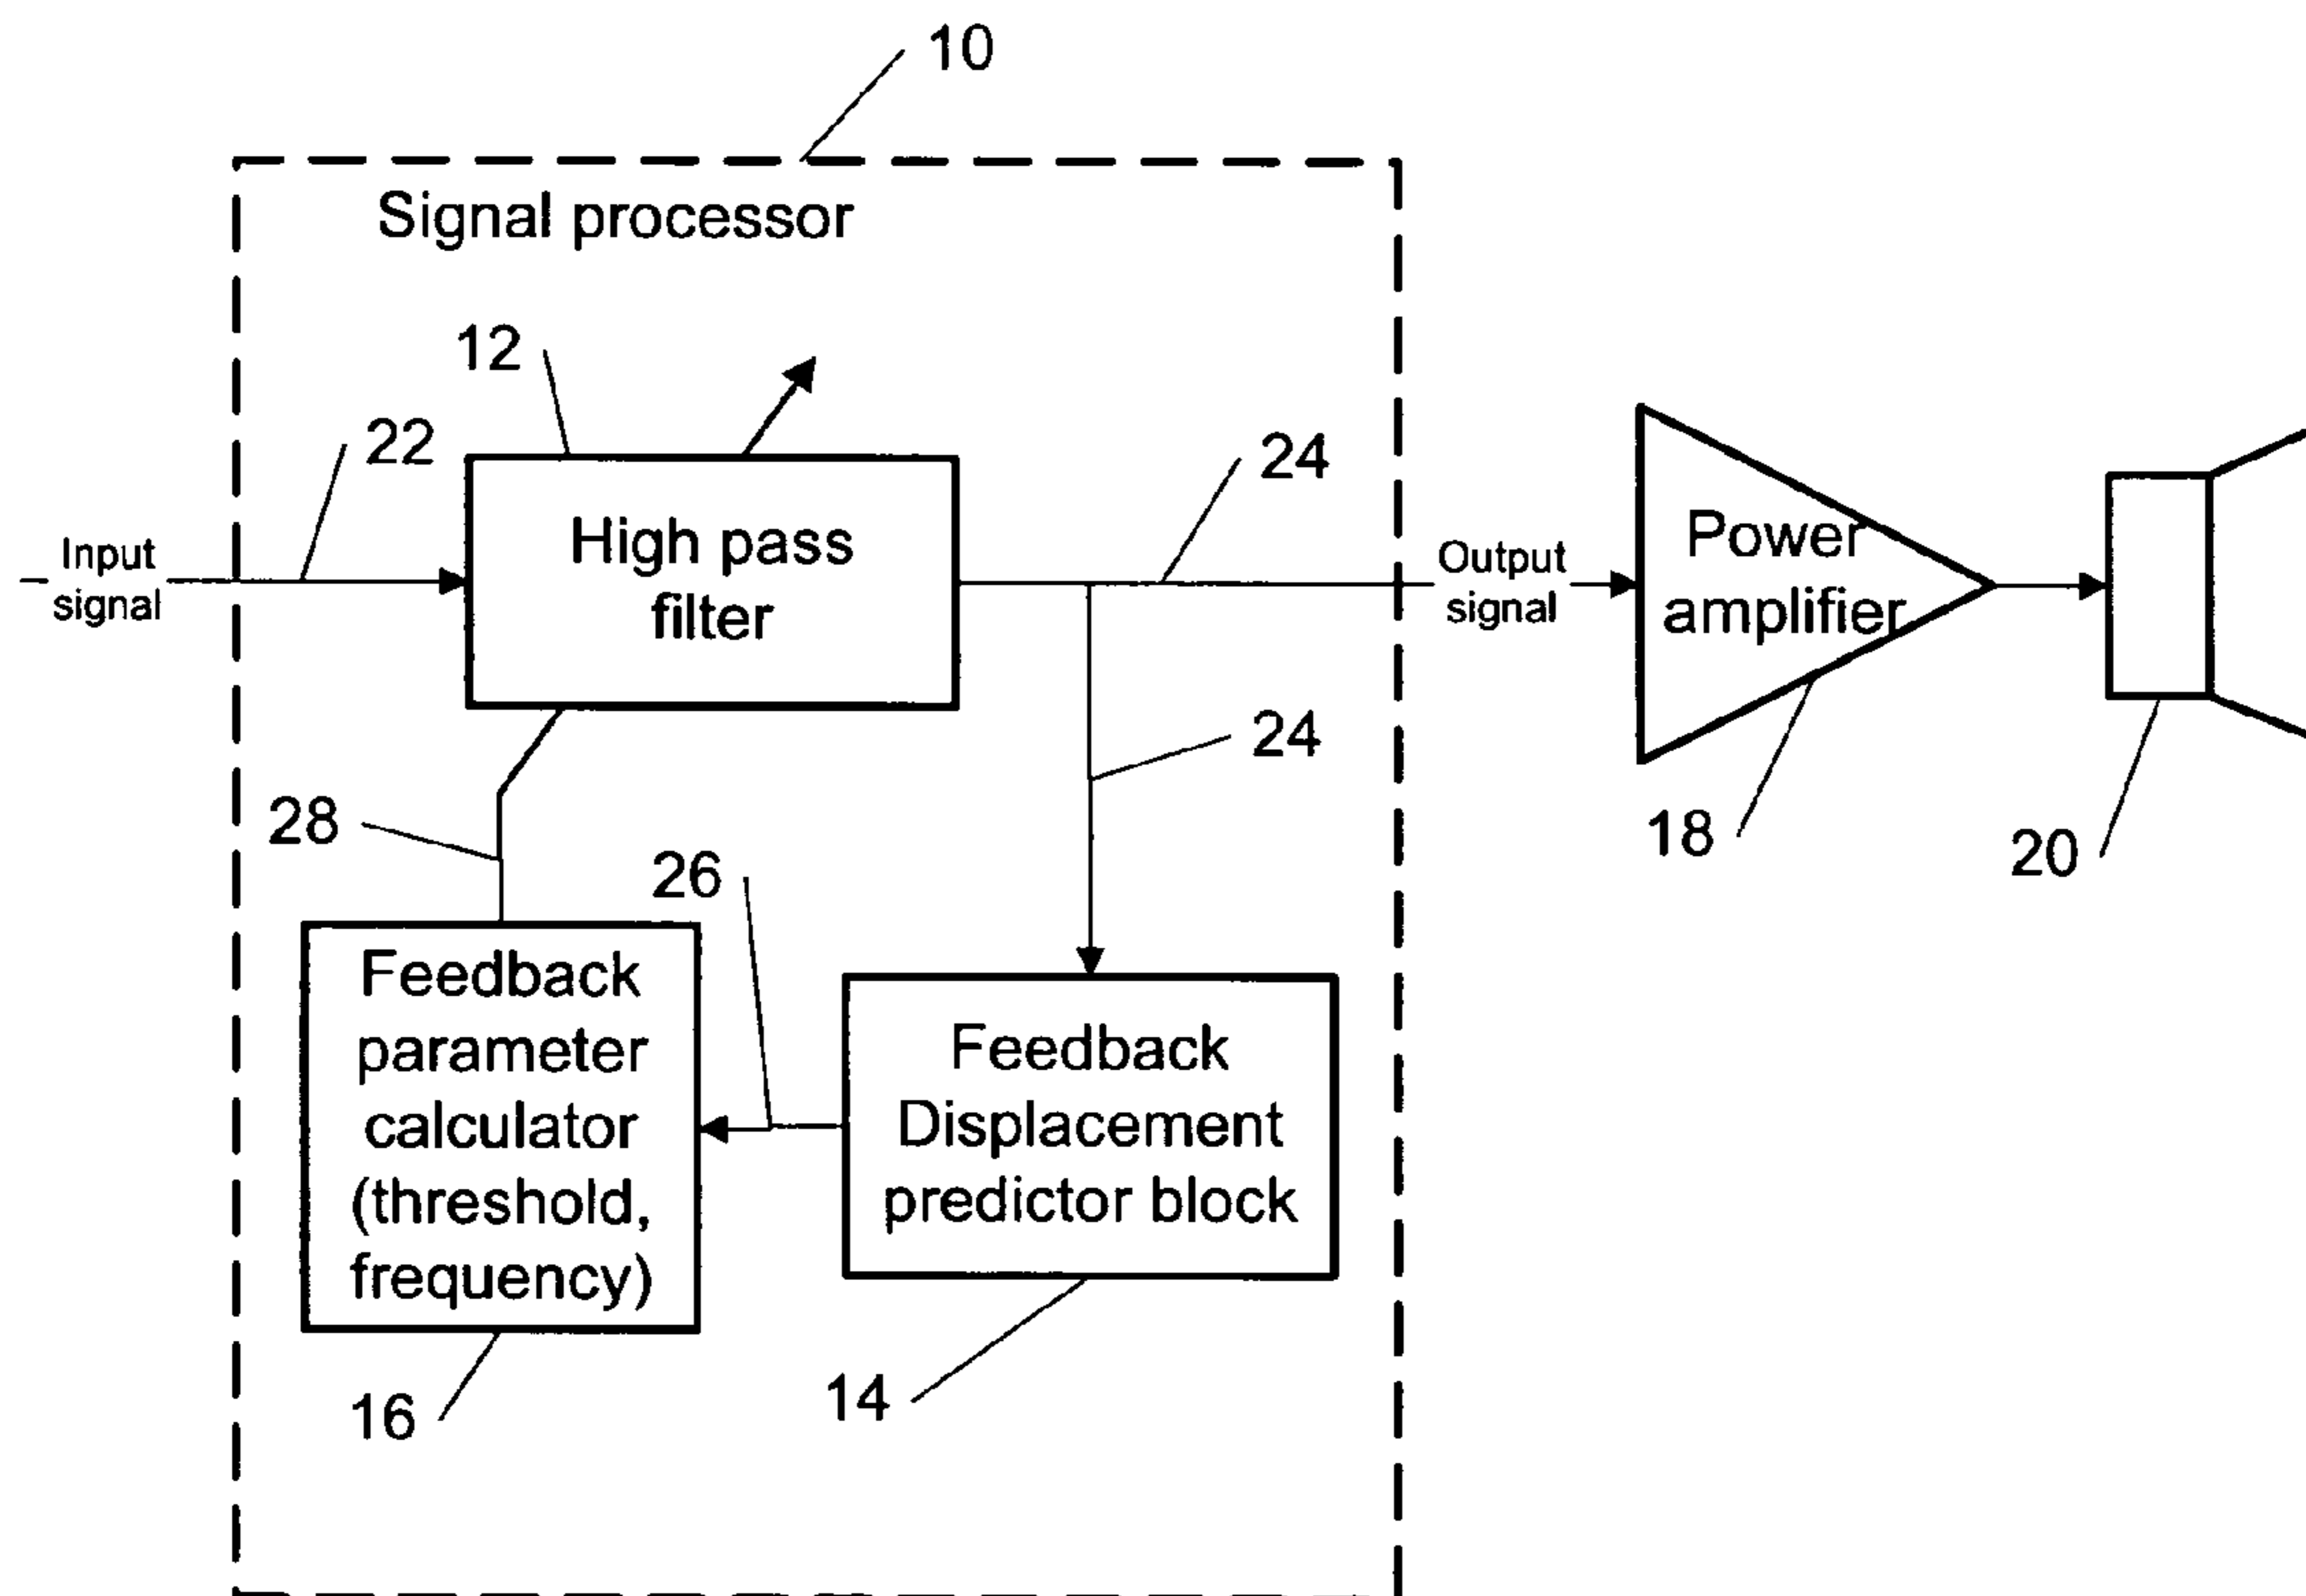 10
Signal processor
12
22
24
Input
signal
High pass
filter
Output
signal
Power
amplifier
24
28
26
18
20
Feedback
parameter
calculator
(threshold,
frequency)
Feedback
Displacement
predictor block
16
14